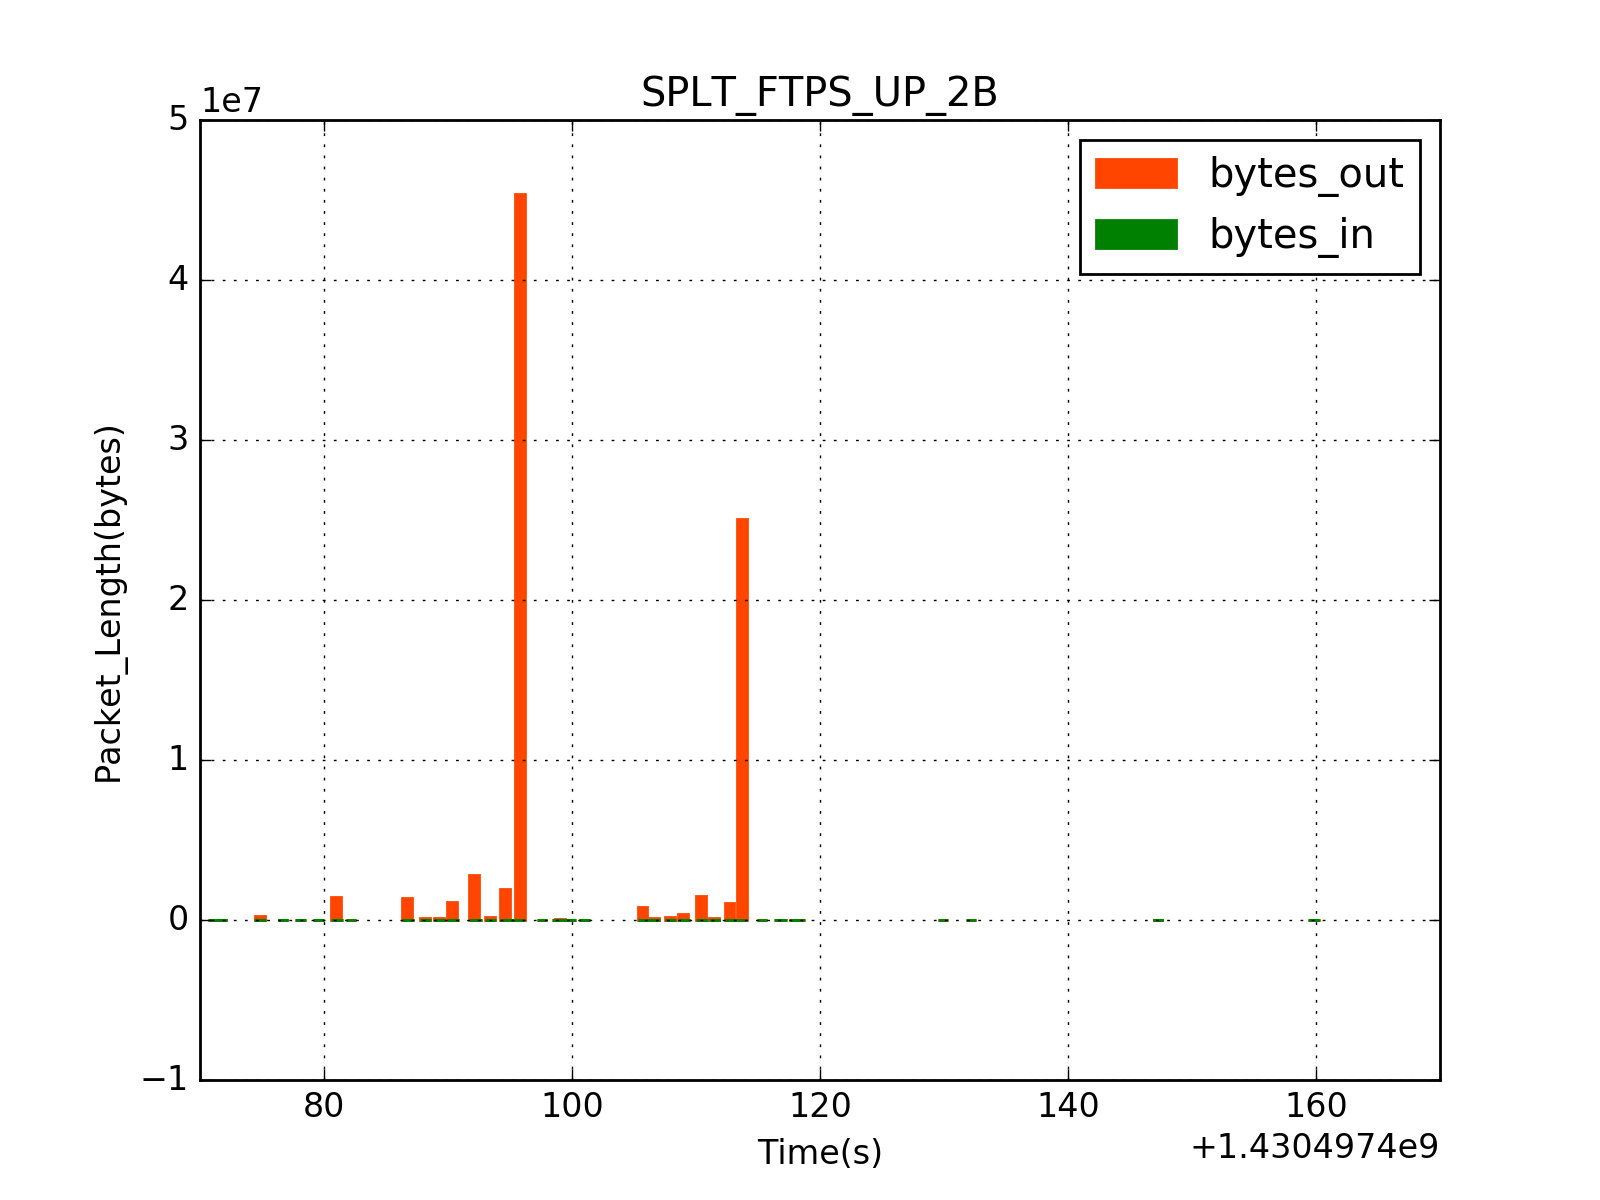 SPLT_FTPS_UP_2B
1e7
5
4
3
2
1
0
−1
Packet_Length(bytes)
bytes_out
bytes_in
80 100 120 140 160
Time(s)
+1.4304974e9